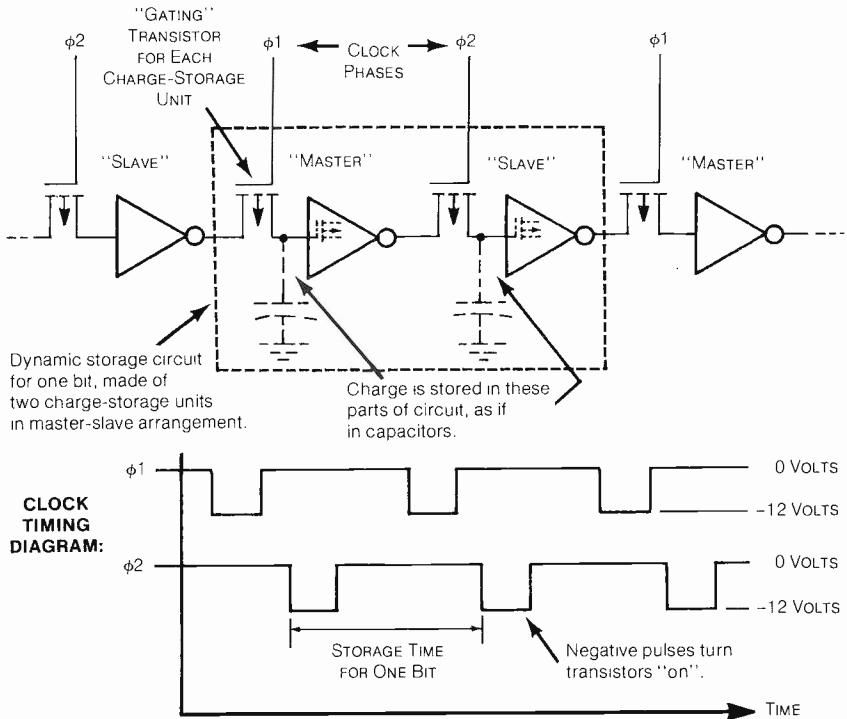 "GATING"
TRANSISTOR
FOR EACH
CHARGE-STORAGE
UNIT
φ2
φ1
CLOCK
PHASES
φ2
φ1
"SLAVE"
"MASTER"
"SLAVE"
"MASTER"
Dynamic storage circuit
for one bit, made of
two charge-storage units
in master-slave arrangement.
Charge is stored in these
parts of circuit, as if
in capacitors.
CLOCK
TIMING
DIAGRAM:
φ1
0 VOLTS
-12 VOLTS
φ2
0 VOLTS
-12 VOLTS
STORAGE TIME
FOR ONE BIT
Negative pulses turn
transistors "on".
TIME